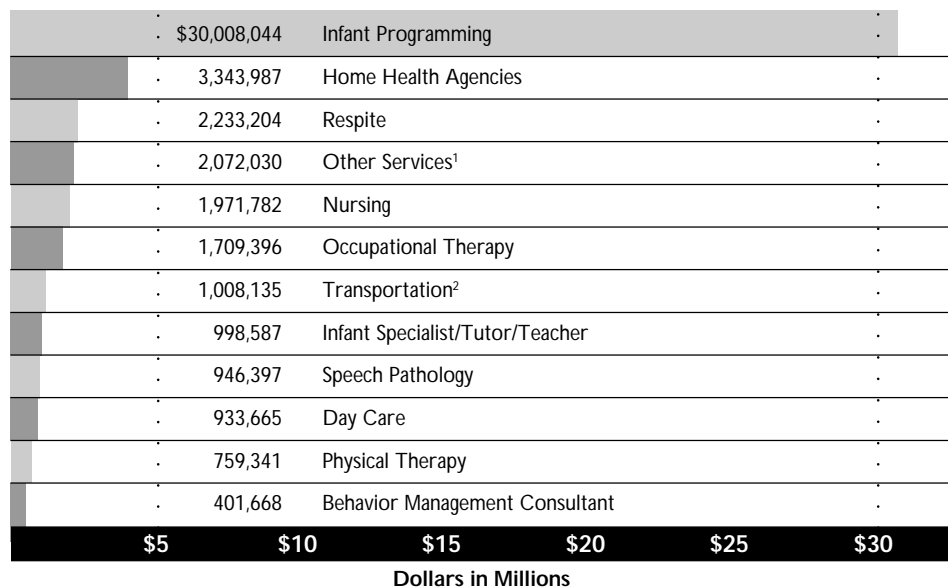 $30,008,044 Infant Programming
3,343,987 Home Health Agencies
2,233,204 Respite
2,072,030 Other Services¹
1,971,782 Nursing
1,709,396 Occupational Therapy
1,008,135 Transportation²
998,587 Infant Specialist/Tutor/Teacher
946,397 Speech Pathology
933,665 Day Care
759,341 Physical Therapy
401,668 Behavior Management Consultant
$5 $10 $15 $20 $25 $30
Dollars in Millions